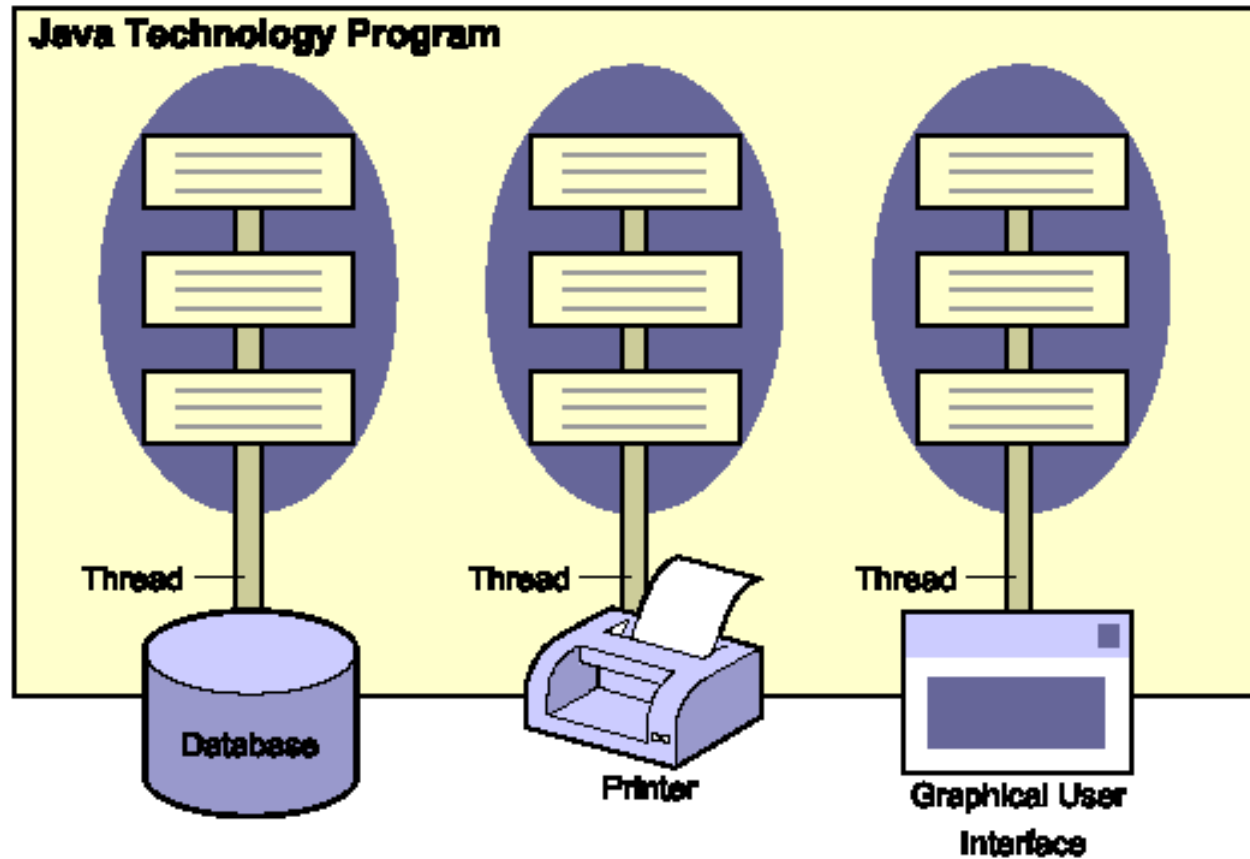 Java Technology Program
Thread
Thread
Thread
Database
Printer
Graphical User
Interface